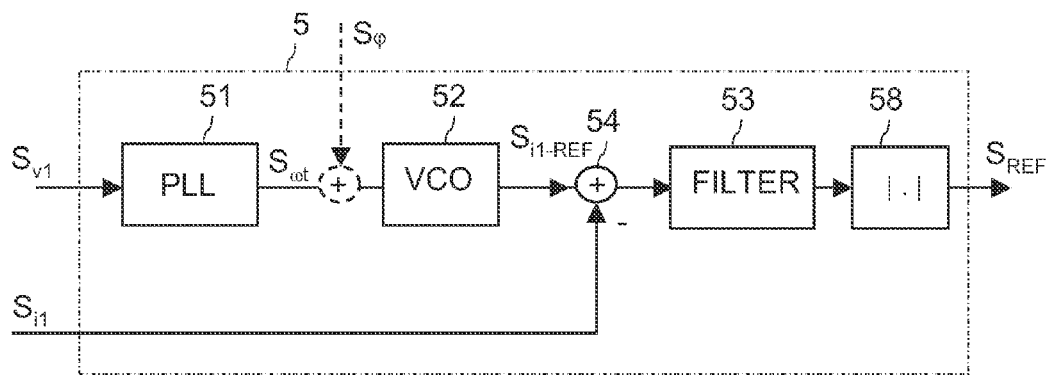 5
Sφ
51
52
54
53
58
Sv1
PLL
Sωt
+
VCO
Si1-REF
+
FILTER
| . |
SREF
-
Si1